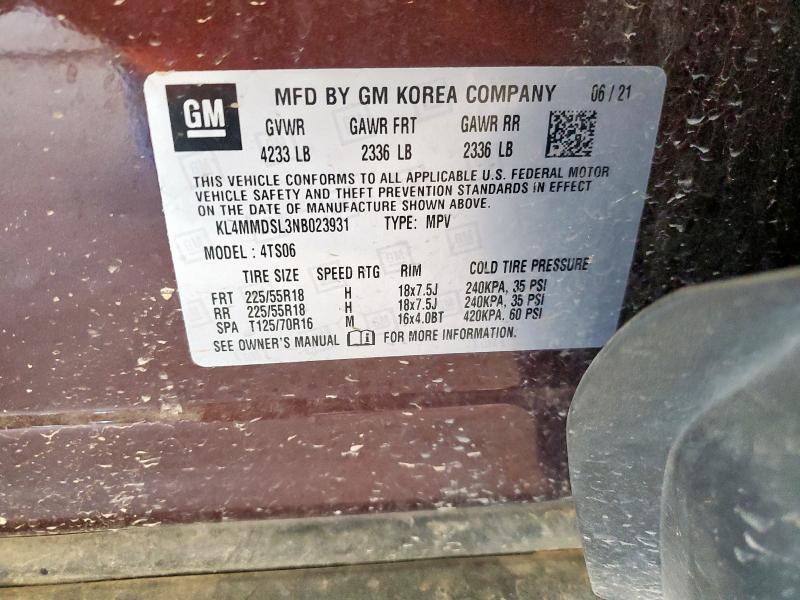 GM
MFD BY GM KOREA COMPANY 06 / 21
GVWR GAWR FRT GAWR RR
4233 LB 2336 LB 2336 LB
THIS VEHICLE CONFORMS TO ALL APPLICABLE U.S. FEDERAL MOTOR
VEHICLE SAFETY AND THEFT PREVENTION STANDARDS IN EFFECT
ON THE DATE OF MANUFACTURE SHOWN ABOVE.
KL4MMDSL3NB023931 TYPE: MPV
MODEL : 4TS06
TIRE SIZE SPEED RTG RIM COLD TIRE PRESSURE
FRT 225/55R18 H 18x7.5J 240KPA, 35 PSI
RR 225/55R18 H 18x7.5J 240KPA, 35 PSI
SPA T125/70R16 M 16x4.0BT 420KPA. 60 PSI
SEE OWNER'S MANUAL FOR MORE INFORMATION.